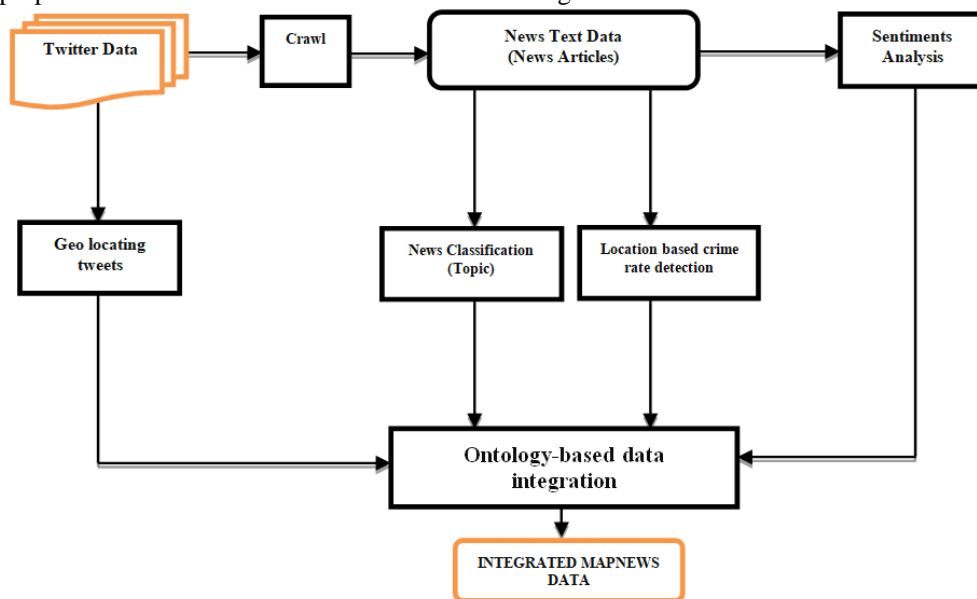 Twitter Data
Crawl
News Text Data
(News Articles)
Sentiments
Analysis
Geo locating
tweets
News Classification
(Topic)
Location based crime
rate detection
Ontology-based data
integration
INTEGRATED MAPNEWS
DATA